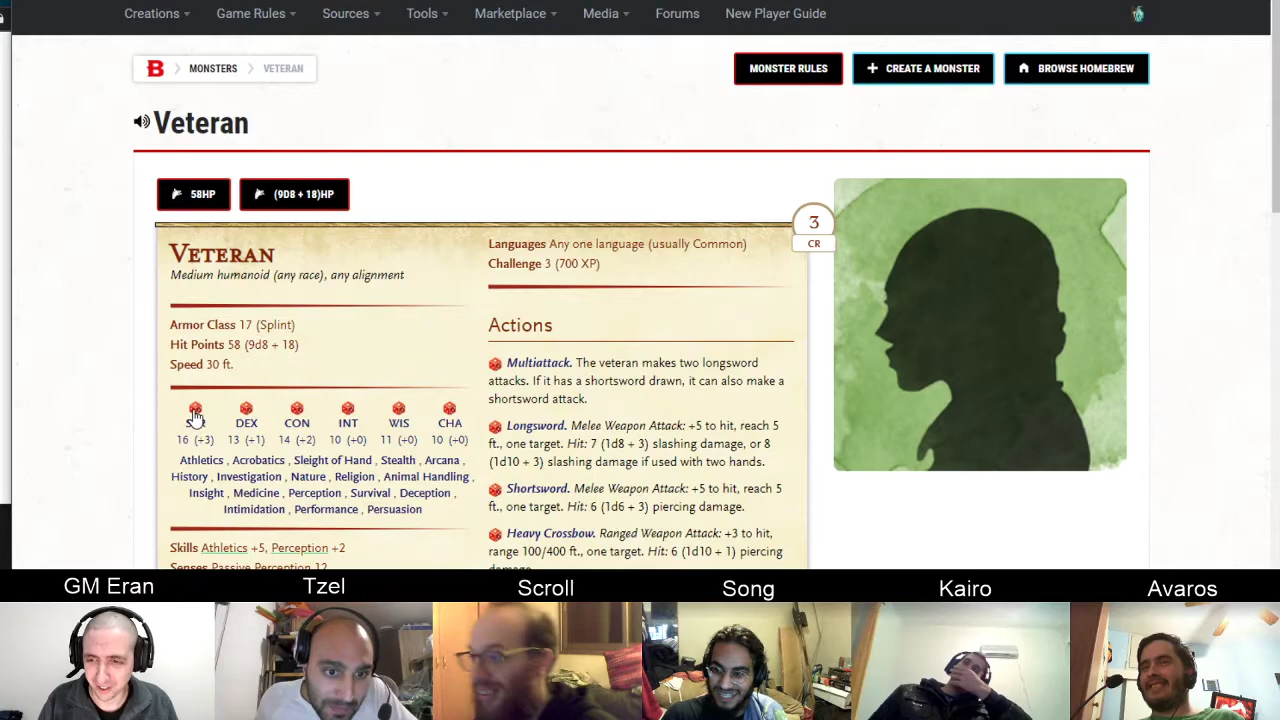 Creations Game Rules Sources Tools Marketplace Media Forums New Player Guide
B MONSTERS VETERAN
MONSTER RULES
+ CREATE A MONSTER
BROWSE HOMEBREW
Veteran
58HP
(9D8 + 18)HP
3
CR
VETERAN
Medium humanoid (any race), any alignment
Armor Class 17 (Splint)
Hit Points 58 (9d8 + 18)
Speed 30 ft.
DEX CON INT WIS CHA
16 (+3) 13 (+1) 14 (+2) 10 (+0) 11 (+0) 10 (+0)
Athletics , Acrobatics , Sleight of Hand , Stealth , Arcana ,
History , Investigation , Nature , Religion , Animal Handling ,
Insight , Medicine , Perception , Survival , Deception ,
Intimidation , Performance , Persuasion
Skills Athletics +5, Perception +2
Senses Passive Perception 12
Languages Any one language (usually Common)
Challenge 3 (700 XP)
Actions
Multiattack. The veteran makes two longsword
attacks. If it has a shortsword drawn, it can also make a
shortsword attack.
Longsword. Melee Weapon Attack: +5 to hit, reach 5
ft., one target. Hit: 7 (1d8 + 3) slashing damage, or 8
(1d10 + 3) slashing damage if used with two hands.
Shortsword. Melee Weapon Attack: +5 to hit, reach 5
ft., one target. Hit: 6 (1d6 + 3) piercing damage.
Heavy Crossbow. Ranged Weapon Attack: +3 to hit,
range 100/400 ft., one target. Hit: 6 (1d10 + 1) piercing
damage.
GM Eran
Tzel
Scroll
Song
Kairo
Avaros